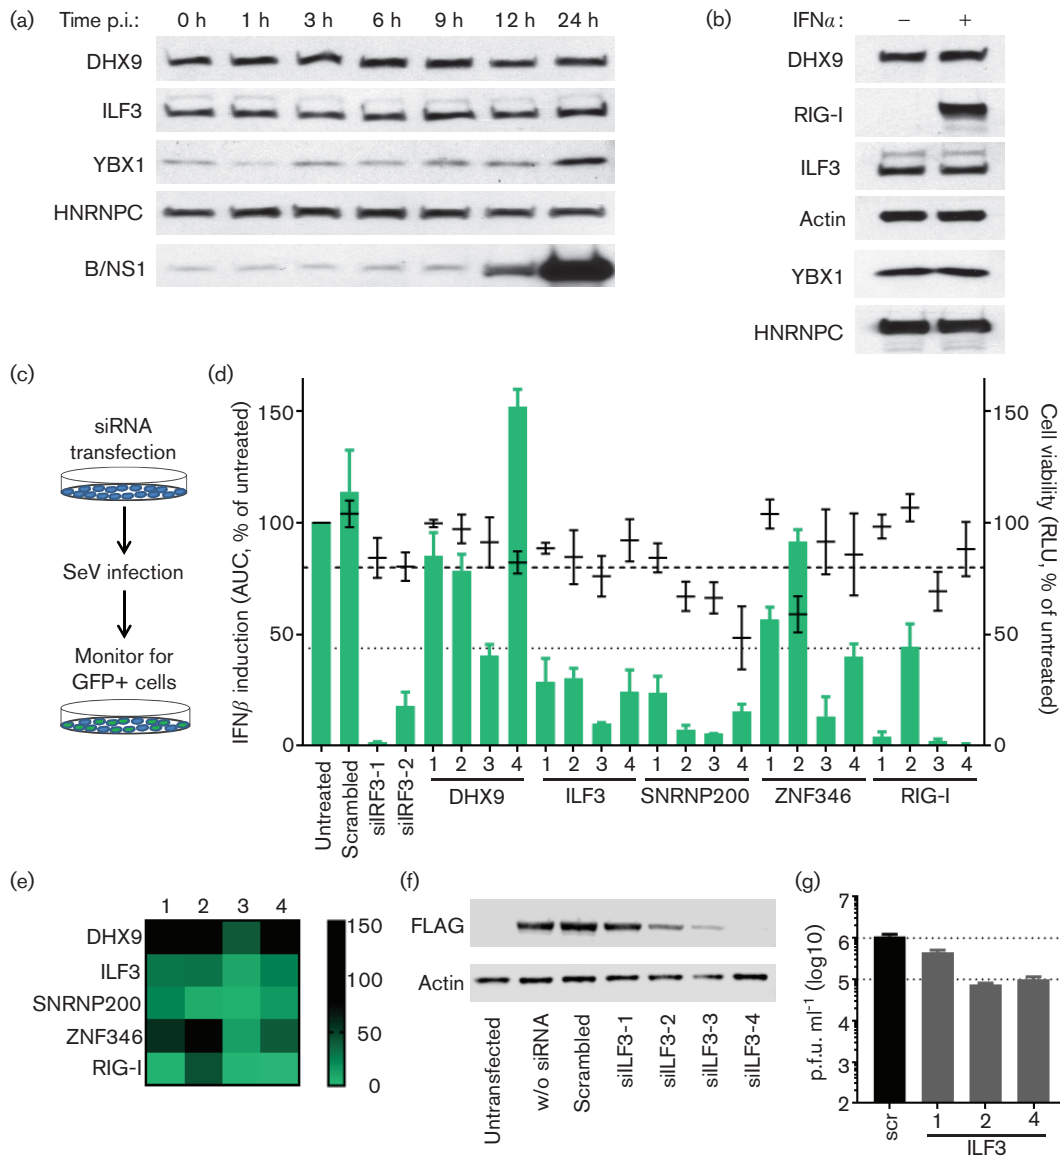 (a)
Time p.i.: 0 h 1 h 3 h 6 h 9 h 12 h 24 h
DHX9
ILF3
YBX1
HNRNPC
B/NS1
(b)
IFNα: − +
DHX9
RIG-I
ILF3
Actin
YBX1
HNRNPC
(c)
siRNA
transfection
SeV infection
Monitor for
GFP+ cells
(d)
IFNβ induction (AUC, % of untreated)
150
100
50
0
150
100
50
0
Cell viability
(RLU, % of untreated)
Untreated
Scrambled
siIRF3-1
siIRF3-2
1 2 3 4 1 2 3 4 1 2 3 4 1 2 3 4 1 2 3 4
DHX9 ILF3 SNRNP200 ZNF346 RIG-I
(e)
1 2 3 4
DHX9
ILF3
SNRNP200
ZNF346
RIG-I
150
100
50
0
(f)
FLAG
Actin
Untransfected
w/o siRNA
Scrambled
siILF3-1
siILF3-2
siILF3-3
siILF3-4
(g)
p.f.u. ml⁻¹ (log10)
7
6
5
4
3
2
scr
1 2 4
ILF3